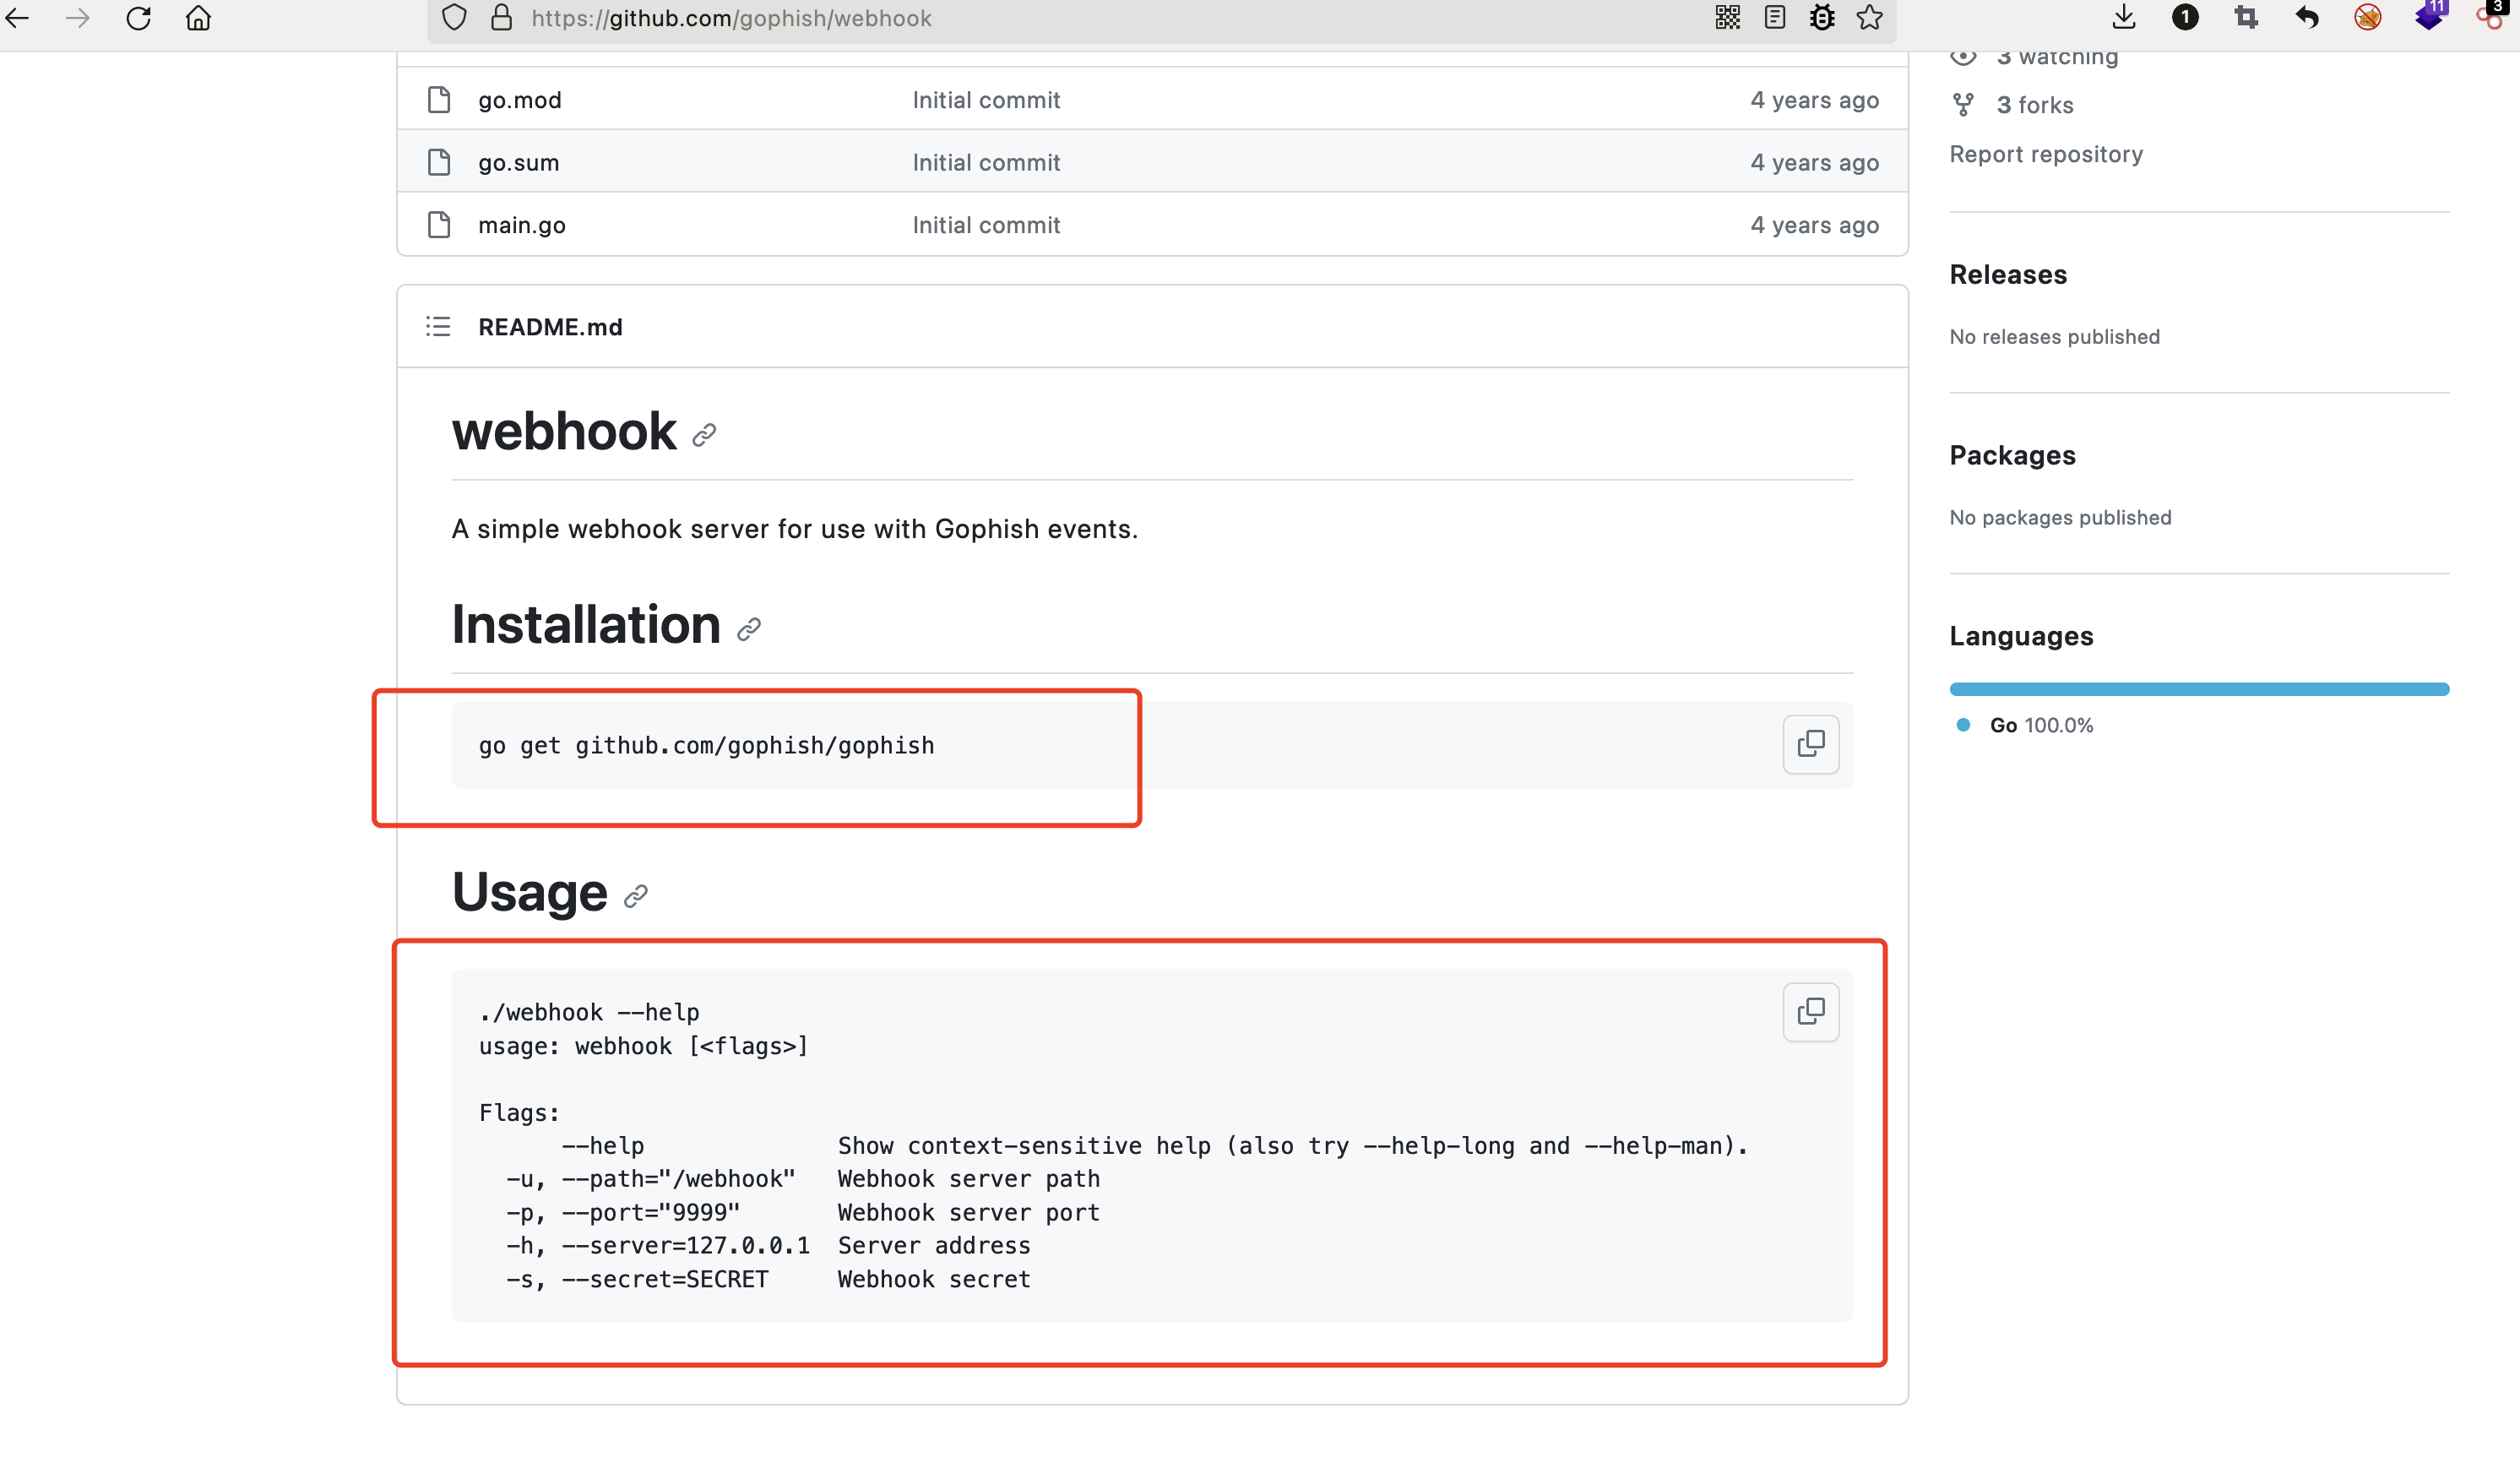 https://github.com/gophish/webhook
1
11
3
go.mod Initial commit 4 years ago
go.sum Initial commit 4 years ago
main.go Initial commit 4 years ago
README.md
webhook
A simple webhook server for use with Gophish events.
Installation
go get github.com/gophish/gophish
Usage
./webhook --help
usage: webhook [<flags>]
Flags:
--help Show context-sensitive help (also try --help-long and --help-man).
-u, --path="/webhook" Webhook server path
-p, --port="9999" Webhook server port
-h, --server=127.0.0.1 Server address
-s, --secret=SECRET Webhook secret
3 watching
3 forks
Report repository
Releases
No releases published
Packages
No packages published
Languages
Go 100.0%